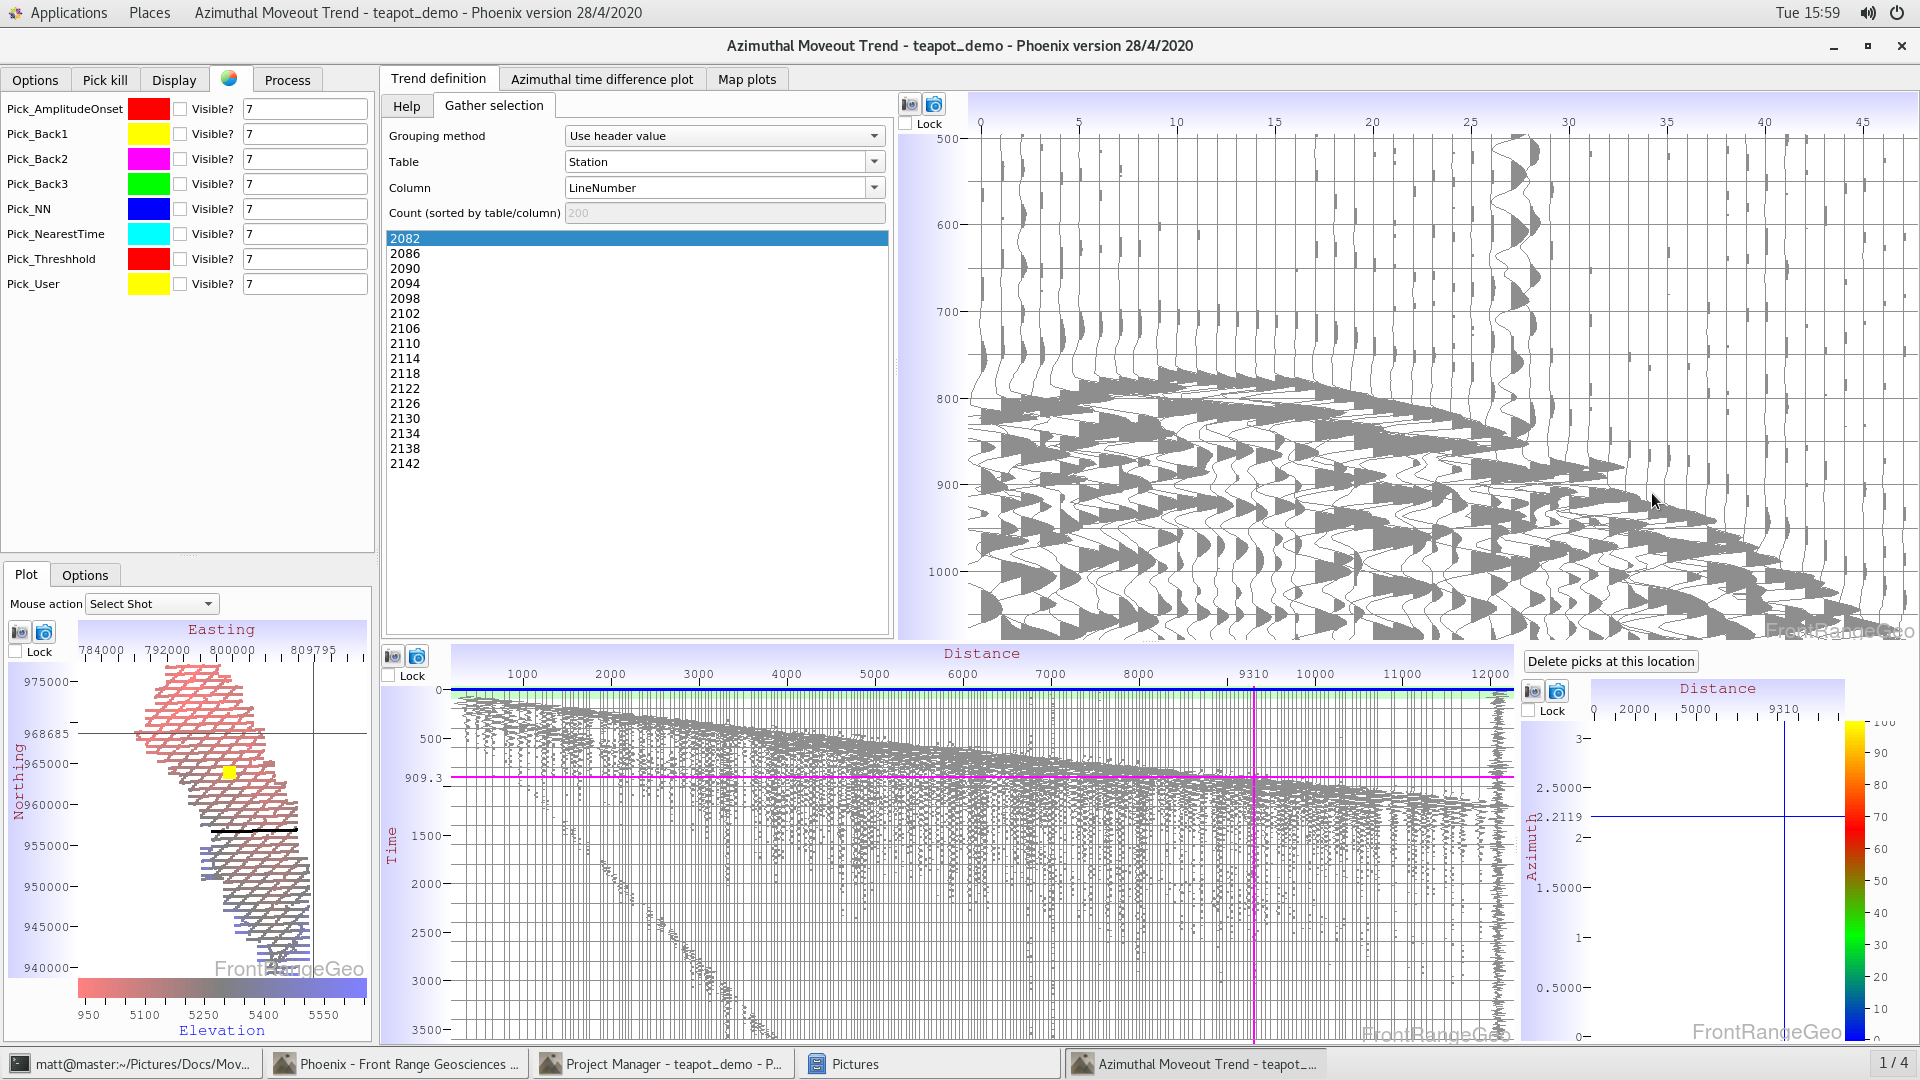 Applications Places Azimuthal Moveout Trend - teapot_demo - Phoenix version 28/4/2020 Tue 15:59
Azimuthal Moveout Trend - teapot_demo - Phoenix version 28/4/2020
Options Pick kill Display Process
Pick_AmplitudeOnset Visible? 7
Pick_Back1 Visible? 7
Pick_Back2 Visible? 7
Pick_Back3 Visible? 7
Pick_NN Visible? 7
Pick_NearestTime Visible? 7
Pick_Threshhold Visible? 7
Pick_User Visible? 7
Trend definition Azimuthal time difference plot Map plots
Help Gather selection
Grouping method Use header value
Table Station
Column LineNumber
Count (sorted by table/column) 200
2082
2086
2090
2094
2098
2102
2106
2110
2114
2118
2122
2126
2130
2134
2138
2142
Lock
0 5 10 15 20 25 30 35 40 45
500
600
700
800
900
1000
FrontRangeGeo
Plot Options
Mouse action Select Shot
Lock
Easting
784000 792000 800000 809795
Northing
975000
968685
965000
960000
955000
950000
945000
940000
FrontRangeGeo
950 5100 5250 5400 5550
Elevation
Lock
Distance
1000 2000 3000 4000 5000 6000 7000 8000 9310 10000 11000 12000
Time
0
500
909.3
1500
2000
2500
3000
3500
FrontRangeGeo
Delete picks at this location
Lock
Distance
0 2000 5000 9310
Azimuth
3
2.5000
2.2119
2
1.5000
1
0.5000
0
FrontRangeGeo
100
90
80
70
60
50
40
30
20
10
0
matt@master:~/Pictures/Docs/Mov... Phoenix - Front Range Geosciences ... Project Manager - teapot_demo - P... Pictures Azimuthal Moveout Trend - teapot_... 1 / 4